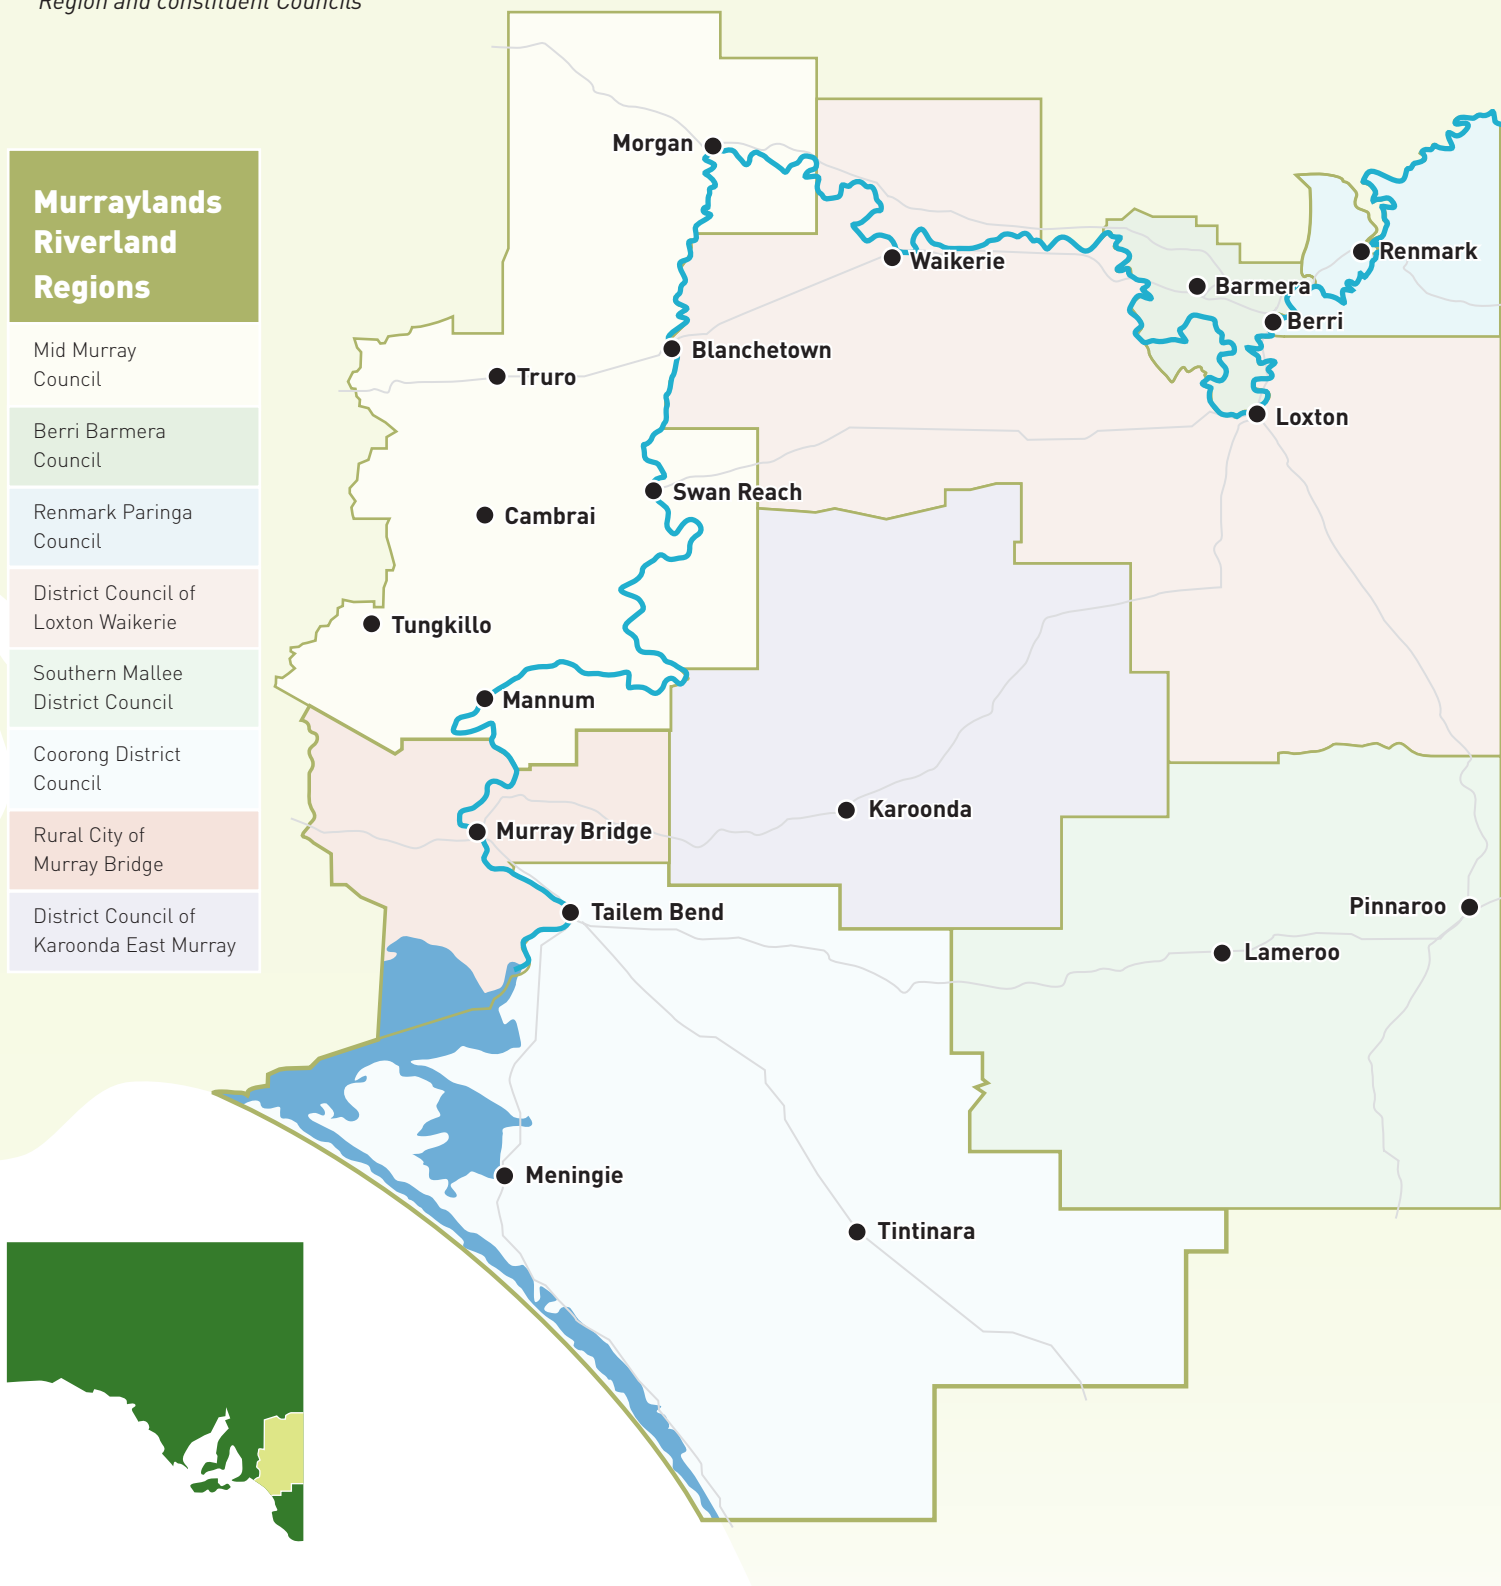 Region and constituent Councils
Murraylands
Riverland
Regions
Mid Murray
Council
Berri Barmera
Council
Renmark Paringa
Council
District Council of
Loxton Waikerie
Southern Mallee
District Council
Coorong District
Council
Rural City of
Murray Bridge
District Council of
Karoonda East Murray
Morgan
Waikerie
Renmark
Barmera
Berri
Blanchetown
Truro
Loxton
Swan Reach
Cambrai
Tungkillo
Mannum
Karoonda
Murray Bridge
Pinnaroo
Tailem Bend
Lameroo
Meningie
Tintinara